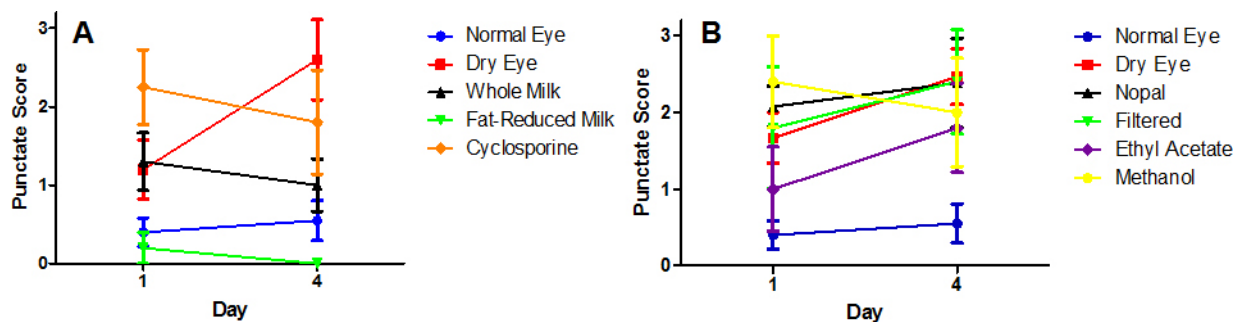 A
Punctate Score
3
2
1
0
1
4
Day
Normal Eye
Dry Eye
Whole Milk
Fat-Reduced Milk
Cyclosporine
B
Punctate Score
3
2
1
0
1
4
Day
Normal Eye
Dry Eye
Nopal
Filtered
Ethyl Acetate
Methanol